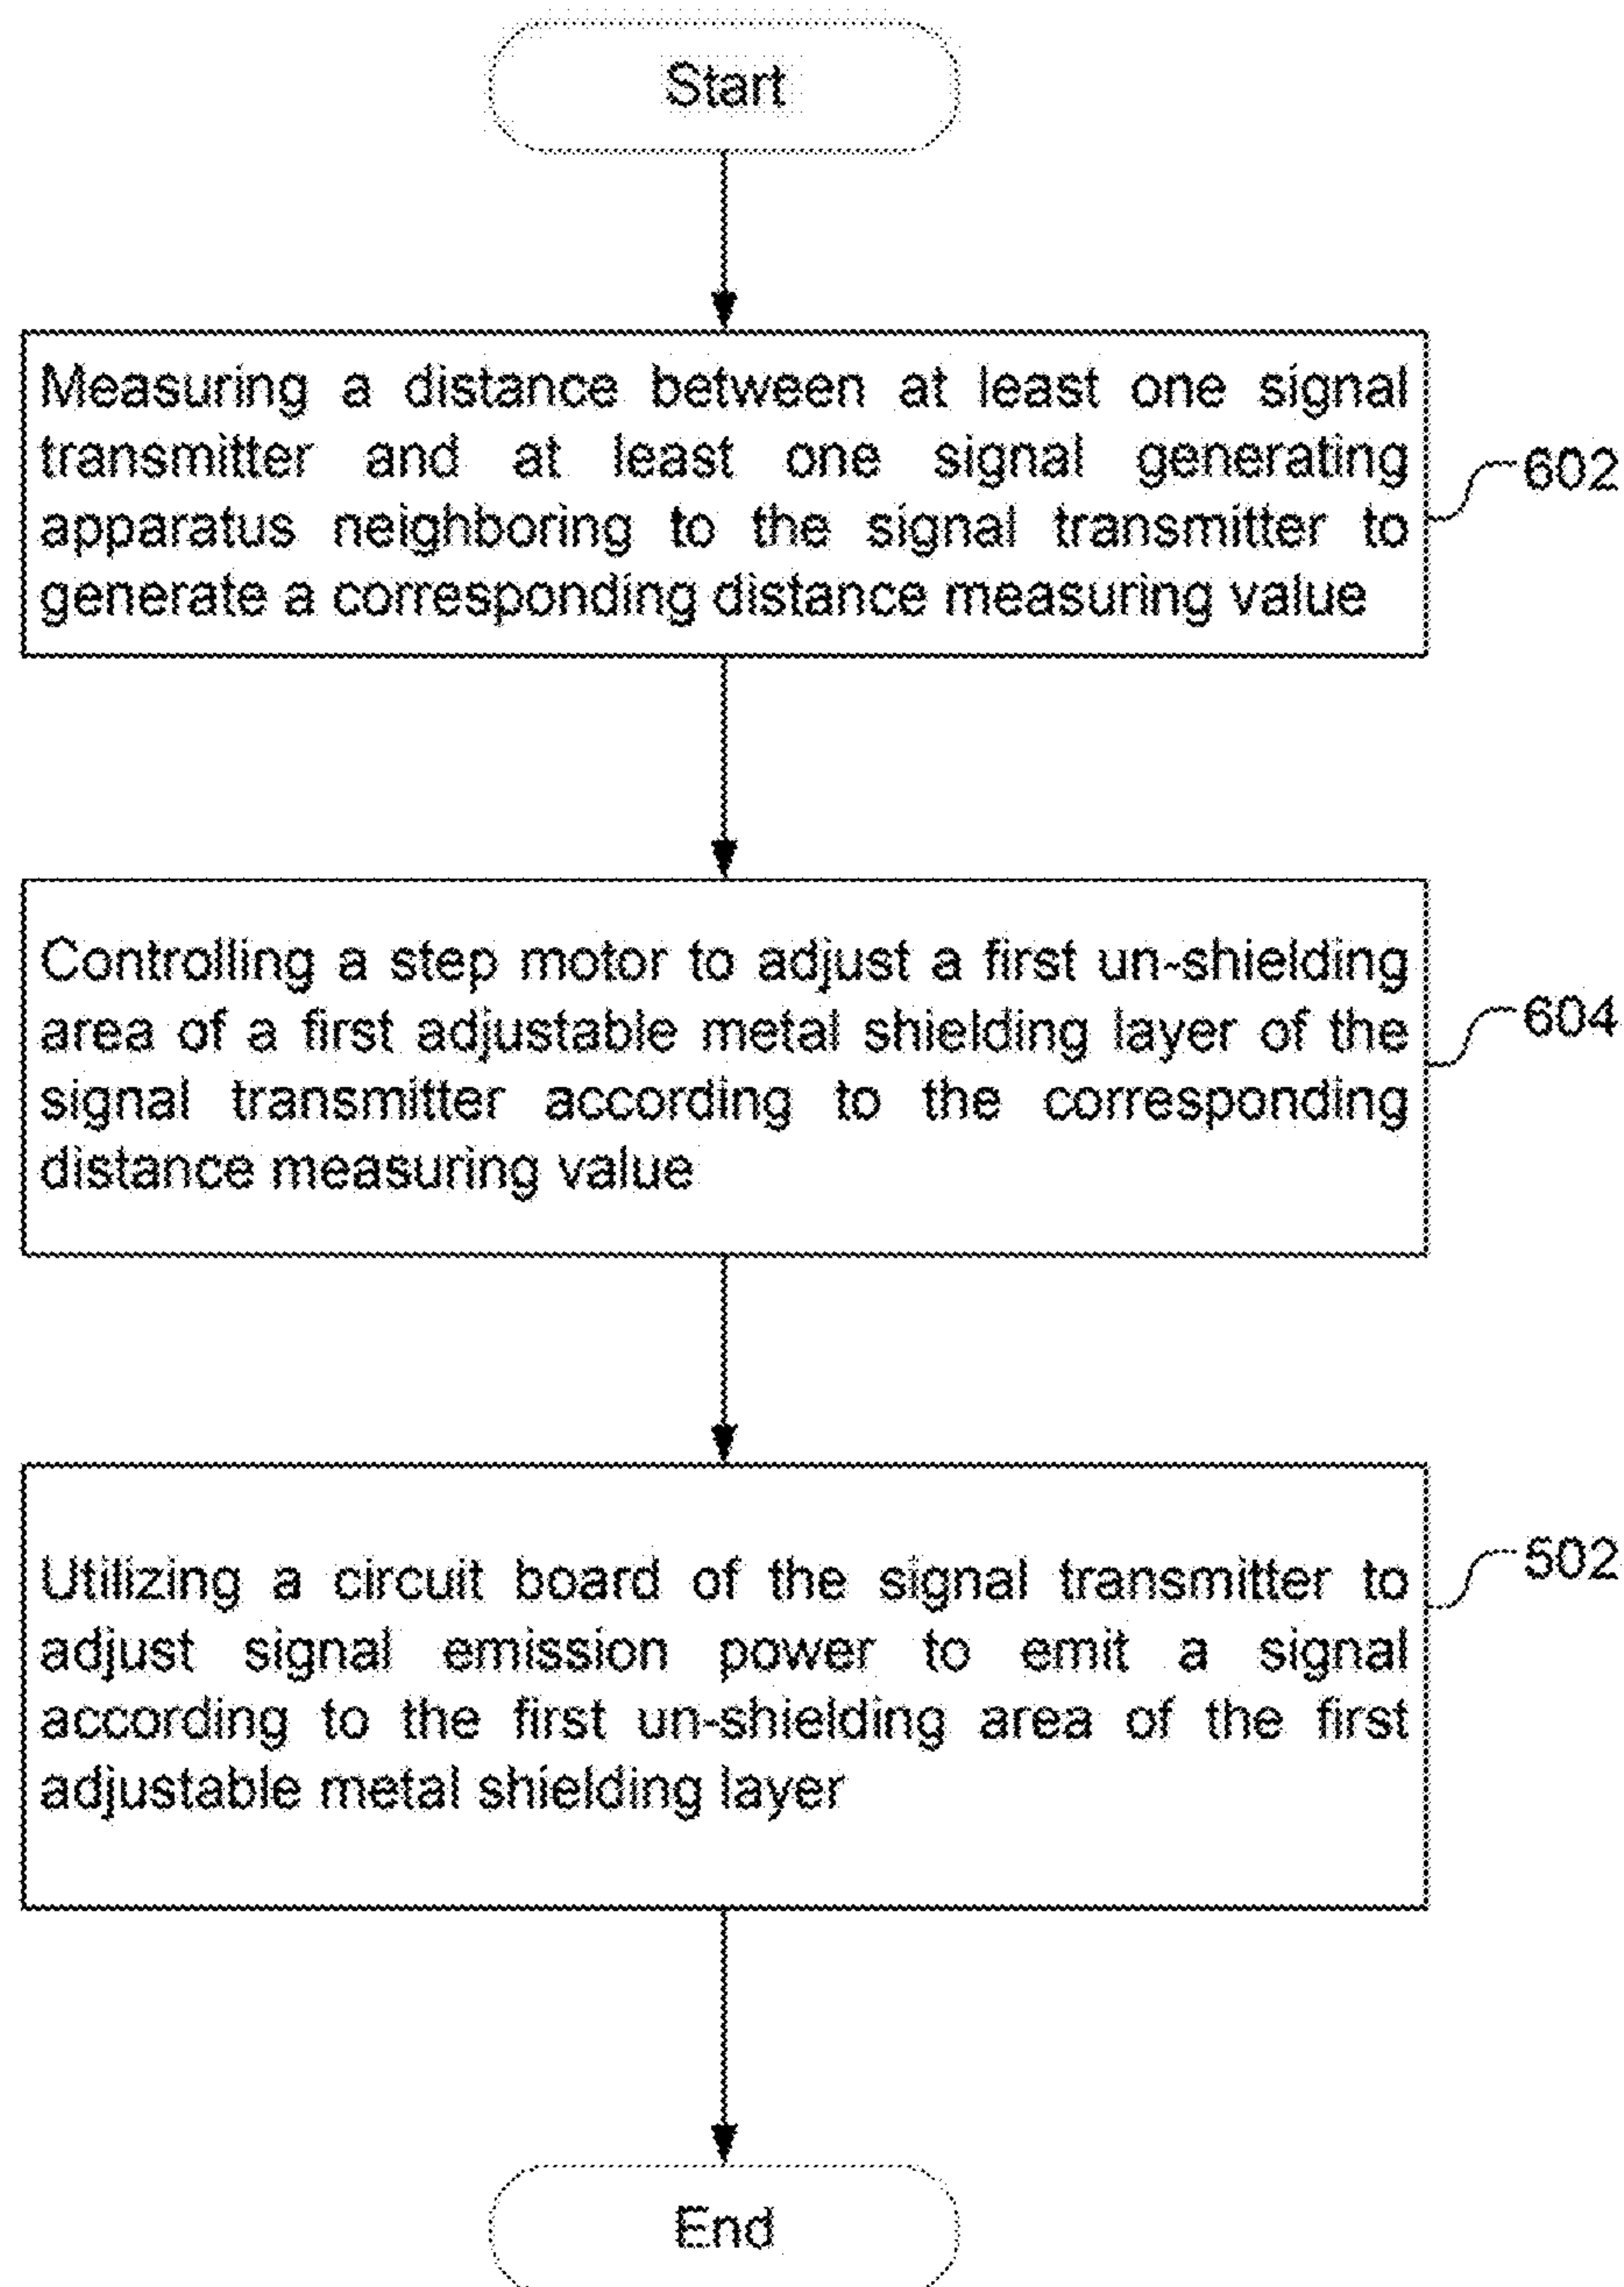 Start
Measuring a distance between at least one signal
transmitter and at least one signal generating
apparatus neighboring to the signal transmitter to
generate a corresponding distance measuring value
602
Controlling a step motor to adjust a first un-shielding
area of a first adjustable metal shielding layer of the
signal transmitter according to the corresponding
distance measuring value
604
Utilizing a circuit board of the signal transmitter to
adjust signal emission power to emit a signal
according to the first un-shielding area of the first
adjustable metal shielding layer
502
End